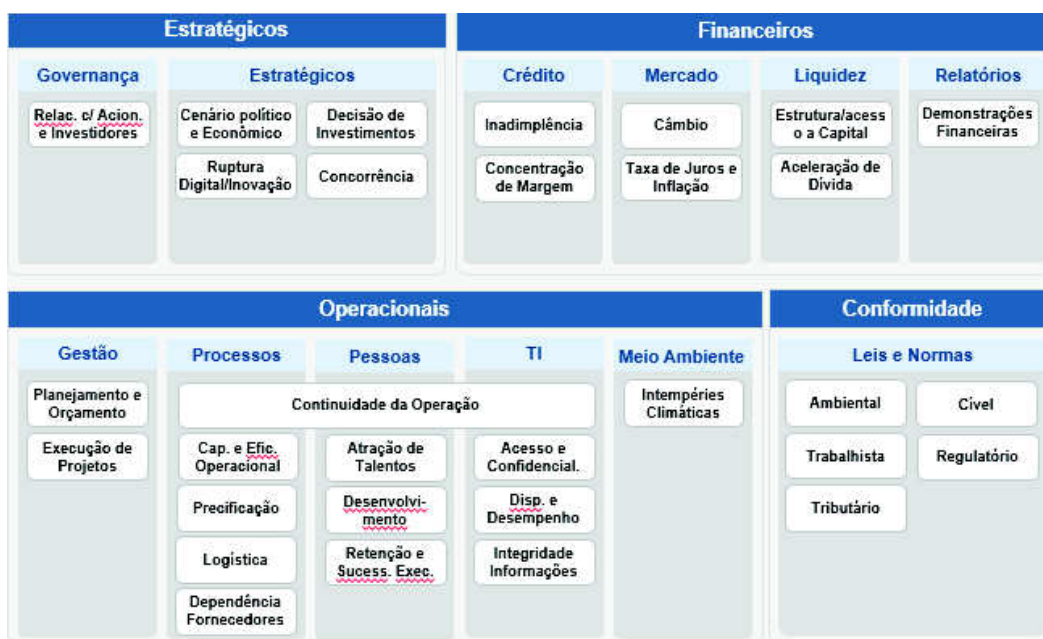 Estratégicos
Governança
Estratégicos
Relac. c/ Acion.
e Investidores
Cenário político
e Econômico
Decisão de
Investimentos
Ruptura
Digital/Inovação
Concorrência
Financeiros
Crédito
Mercado
Liquidez
Relatórios
Inadimplência
Câmbio
Estrutura/acess
o a Capital
Demonstrações
Financeiras
Concentração
de Margem
Taxa de Juros e
Inflação
Aceleração de
Dívida
Operacionais
Gestão
Processos
Pessoas
TI
Meio Ambiente
Planejamento e
Orçamento
Continuidade da Operação
Intempéries
Climáticas
Execução de
Projetos
Cap. e Efic.
Operacional
Atração de
Talentos
Acesso e
Confidencial.
Precificação
Desenvolvi-
mento
Disp. e
Desempenho
Logística
Retenção e
Sucess. Exec.
Integridade
Informações
Dependência
Fornecedores
Conformidade
Leis e Normas
Ambiental
Cível
Trabalhista
Regulatório
Tributário